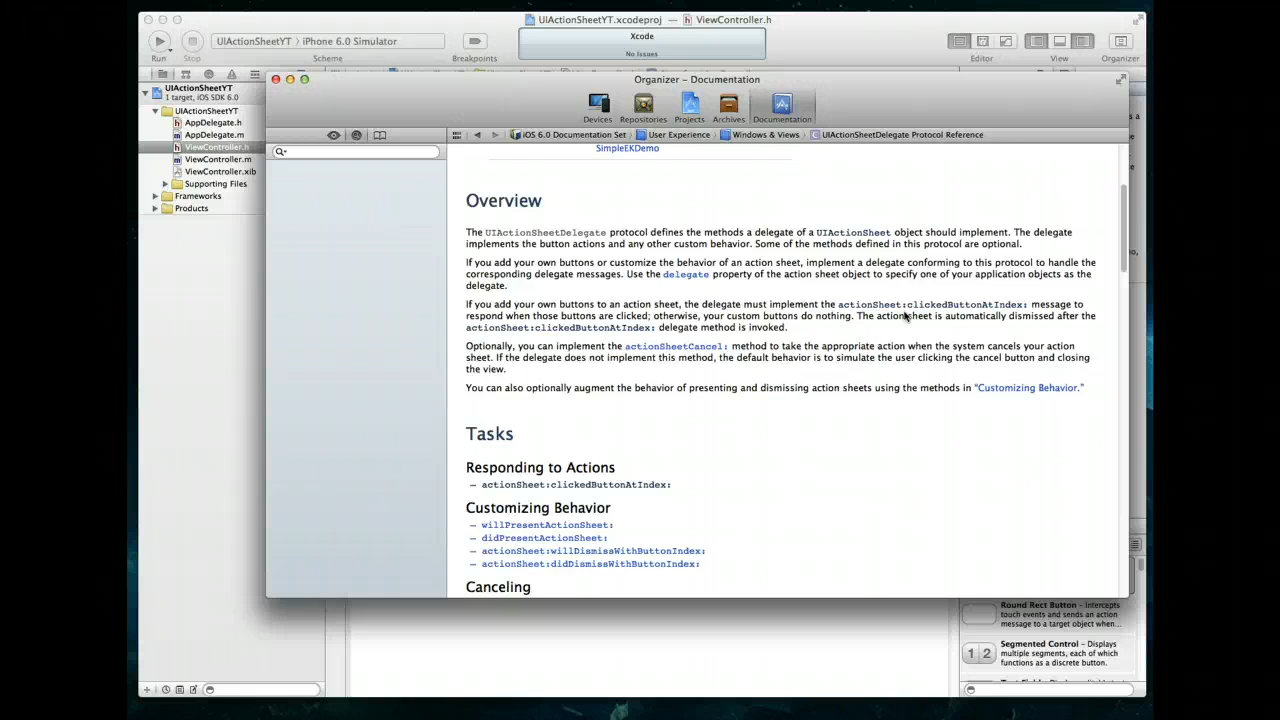 UIActionSheetYT.xcodeproj — ViewController.h
Run
Stop
UIActionSheetYT 〉 iPhone 6.0 Simulator
Scheme
Breakpoints
Xcode
No Issues
Editor
View
Organizer
UIActionSheetYT
1 target, iOS SDK 6.0
UIActionSheetYT
AppDelegate.h
AppDelegate.m
ViewController.h
ViewController.m
ViewController.xib
Supporting Files
Frameworks
Products
Organizer – Documentation
Devices
Repositories
Projects
Archives
Documentation
iOS 6.0 Documentation Set
User Experience
Windows & Views
UIActionSheetDelegate Protocol Reference
SimpleEKDemo
Overview
The UIActionSheetDelegate protocol defines the methods a delegate of a UIActionSheet object should implement. The delegate
implements the button actions and any other custom behavior. Some of the methods defined in this protocol are optional.
If you add your own buttons or customize the behavior of an action sheet, implement a delegate conforming to this protocol to handle the
corresponding delegate messages. Use the delegate property of the action sheet object to specify one of your application objects as the
delegate.
If you add your own buttons to an action sheet, the delegate must implement the actionSheet:clickedButtonAtIndex: message to
respond when those buttons are clicked; otherwise, your custom buttons do nothing. The action sheet is automatically dismissed after the
actionSheet:clickedButtonAtIndex: delegate method is invoked.
Optionally, you can implement the actionSheetCancel: method to take the appropriate action when the system cancels your action
sheet. If the delegate does not implement this method, the default behavior is to simulate the user clicking the cancel button and closing
the view.
You can also optionally augment the behavior of presenting and dismissing action sheets using the methods in “Customizing Behavior.”
Tasks
Responding to Actions
– actionSheet:clickedButtonAtIndex:
Customizing Behavior
– willPresentActionSheet:
– didPresentActionSheet:
– actionSheet:willDismissWithButtonIndex:
– actionSheet:didDismissWithButtonIndex:
Canceling
Round Rect Button – Intercepts
touch events and sends an action
message to a target object when...
1 2
Segmented Control – Displays
multiple segments, each of which
functions as a discrete button.